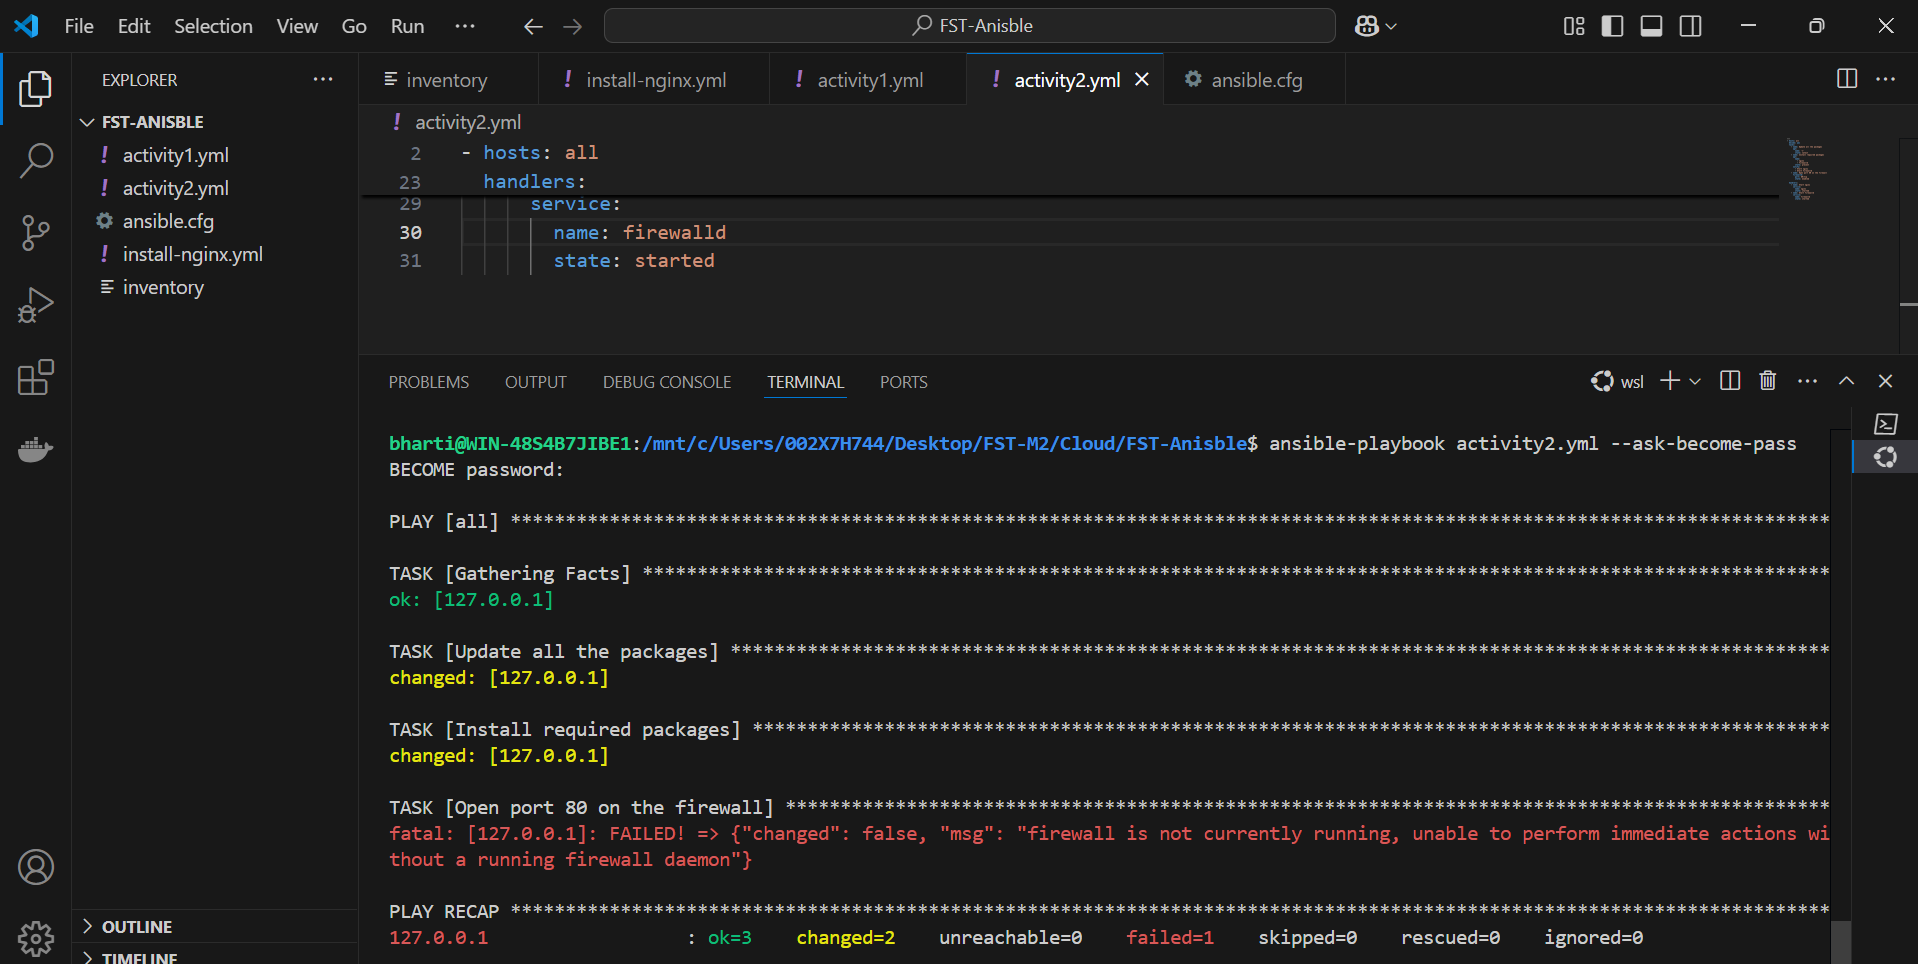 File Edit Selection View Go Run ··· FST-Anisble
EXPLORER ···
FST-ANISBLE
! activity1.yml
! activity2.yml
ansible.cfg
! install-nginx.yml
inventory
OUTLINE
TIMELINE
inventory ! install-nginx.yml ! activity1.yml ! activity2.yml ansible.cfg
! activity2.yml
2 - hosts: all
23 handlers:
29 service:
30 name: firewalld
31 state: started
PROBLEMS OUTPUT DEBUG CONSOLE TERMINAL PORTS wsl
bharti@WIN-48S4B7JIBE1:/mnt/c/Users/002X7H744/Desktop/FST-M2/Cloud/FST-Anisble$ ansible-playbook activity2.yml --ask-become-pass
BECOME password:
PLAY [all] ************************************************************************************************************************
TASK [Gathering Facts] ************************************************************************************************************
ok: [127.0.0.1]
TASK [Update all the packages] ****************************************************************************************************
changed: [127.0.0.1]
TASK [Install required packages] **************************************************************************************************
changed: [127.0.0.1]
TASK [Open port 80 on the firewall] ***********************************************************************************************
fatal: [127.0.0.1]: FAILED! => {"changed": false, "msg": "firewall is not currently running, unable to perform immediate actions wi
thout a running firewall daemon"}
PLAY RECAP ************************************************************************************************************************
127.0.0.1 : ok=3 changed=2 unreachable=0 failed=1 skipped=0 rescued=0 ignored=0